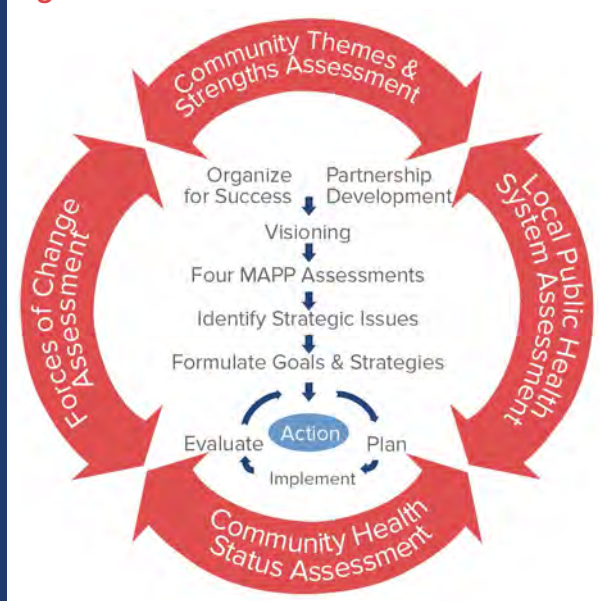 Community Themes &
Strengths Assessment
Organize
for Success
Partnership
Development
Visioning
Four MAPP Assessments
Identify Strategic Issues
Formulate Goals & Strategies
Action
Evaluate
Plan
Implement
Forces of Change
Assessment
Local Public Health
System Assessment
Community Health
Status Assessment